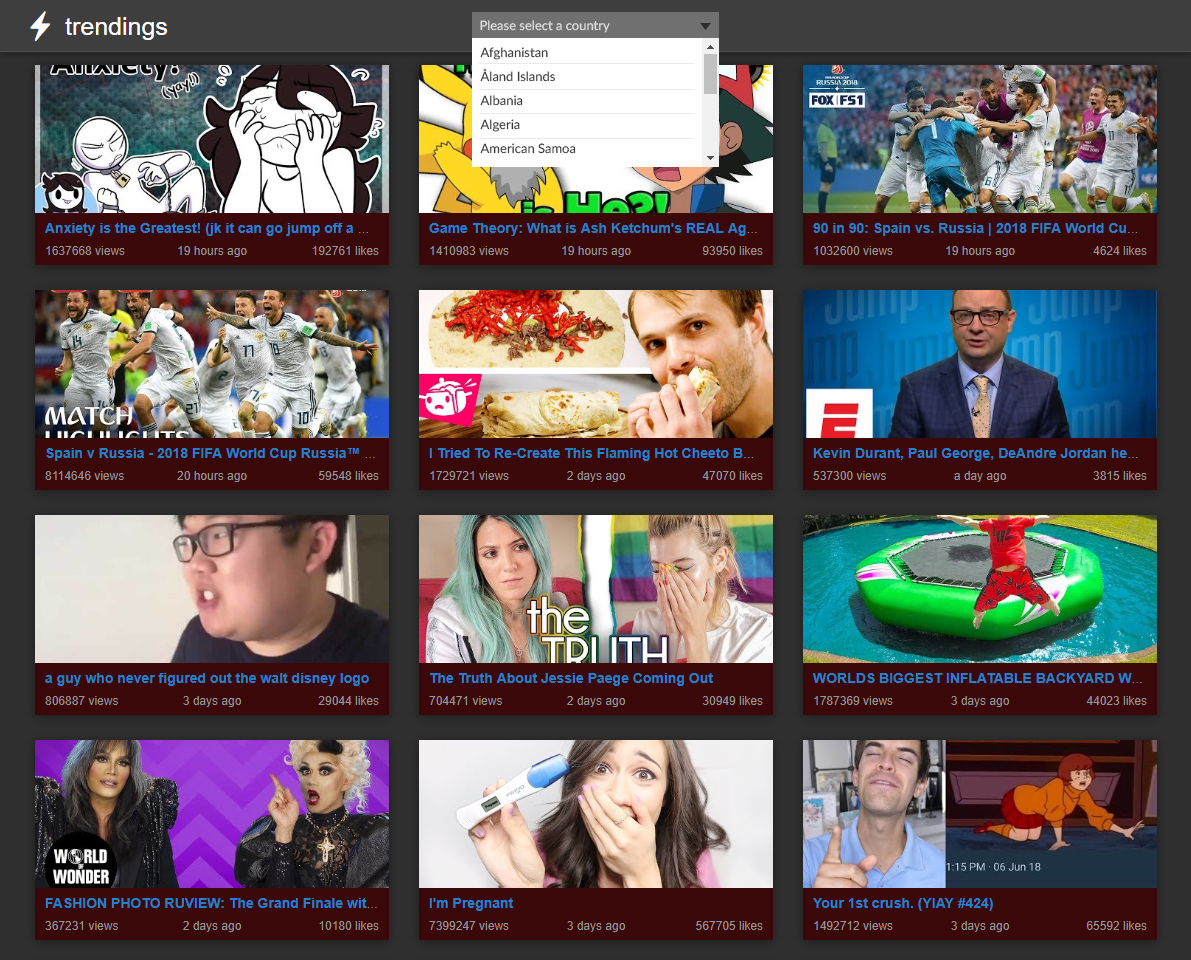 trendings
Please select a country
Afghanistan
Åland Islands
Albania
Algeria
American Samoa
Anxiety!
(yay!)
Anxiety is the Greatest! (jk it can go jump off a ...
1637668 views 19 hours ago 192761 likes
is He?!
Game Theory: What is Ash Ketchum's REAL Ag...
1410983 views 19 hours ago 93950 likes
RUSSIA 2018
FOX FS1
90 in 90: Spain vs. Russia | 2018 FIFA World Cu...
1032600 views 19 hours ago 4624 likes
MATCH
HIGHLIGHTS
Spain v Russia - 2018 FIFA World Cup Russia™ ...
8114646 views 20 hours ago 59548 likes
I Tried To Re-Create This Flaming Hot Cheeto B...
1729721 views 2 days ago 47070 likes
Jump
Kevin Durant, Paul George, DeAndre Jordan he...
537300 views a day ago 3815 likes
a guy who never figured out the walt disney logo
806887 views 3 days ago 29044 likes
the
TRUTH
The Truth About Jessie Paege Coming Out
704471 views 2 days ago 30949 likes
WORLDS BIGGEST INFLATABLE BACKYARD W...
1787369 views 3 days ago 44023 likes
WORLD
OF
WONDER
FASHION PHOTO RUVIEW: The Grand Finale wit...
367231 views 2 days ago 10180 likes
I'm Pregnant
7399247 views 3 days ago 567705 likes
1:15 PM · 06 Jun 18
Your 1st crush. (YIAY #424)
1492712 views 3 days ago 65592 likes